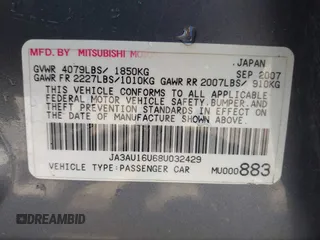 MFD. BY MITSUBISHI MO
JAPAN
GVWR 4079LBS/ 1850KG SEP 2007
GAWR FR 2227LBS/1010KG GAWR RR 2007LBS/ 910KG
THIS VEHICLE CONFORMS TO ALL APPLICABLE
FEDERAL MOTOR VEHICLE SAFETY, BUMPER, AND
THEFT PREVENTION STANDARDS IN EFFECT ON
THE DATE OF MANUFACTURE SHOWN ABOVE.
JA3AU16U68U032429
VEHICLE TYPE:PASSENGER CAR MU000883
DREAMBID